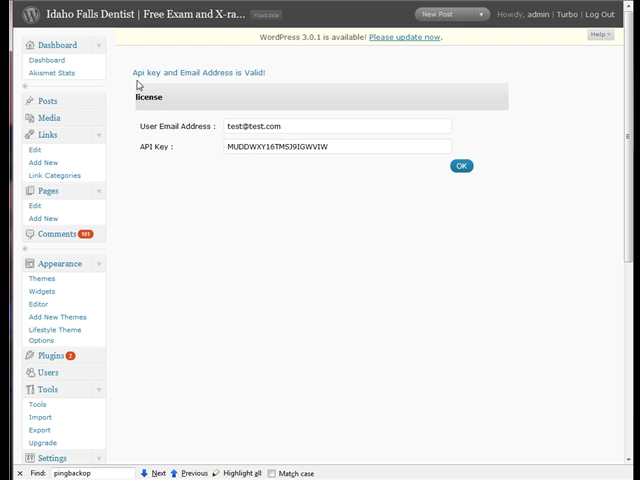 Idaho Falls Dentist | Free Exam and X-ra... Visit Site New Post Howdy, admin | Turbo | Log Out
WordPress 3.0.1 is available! Please update now. Help
Dashboard
Dashboard
Akismet Stats
Posts
Media
Links
Edit
Add New
Link Categories
Pages
Edit
Add New
Comments 101
Appearance
Themes
Widgets
Editor
Add New Themes
Lifestyle Theme
Options
Plugins 2
Users
Tools
Tools
Import
Export
Upgrade
Settings
Api key and Email Address is Valid!
license
User Email Address : test@test.com
API Key : MUDDWXY16TMSJ9IGWVIW
OK
Find: pingbackop Next Previous Highlight all Match case